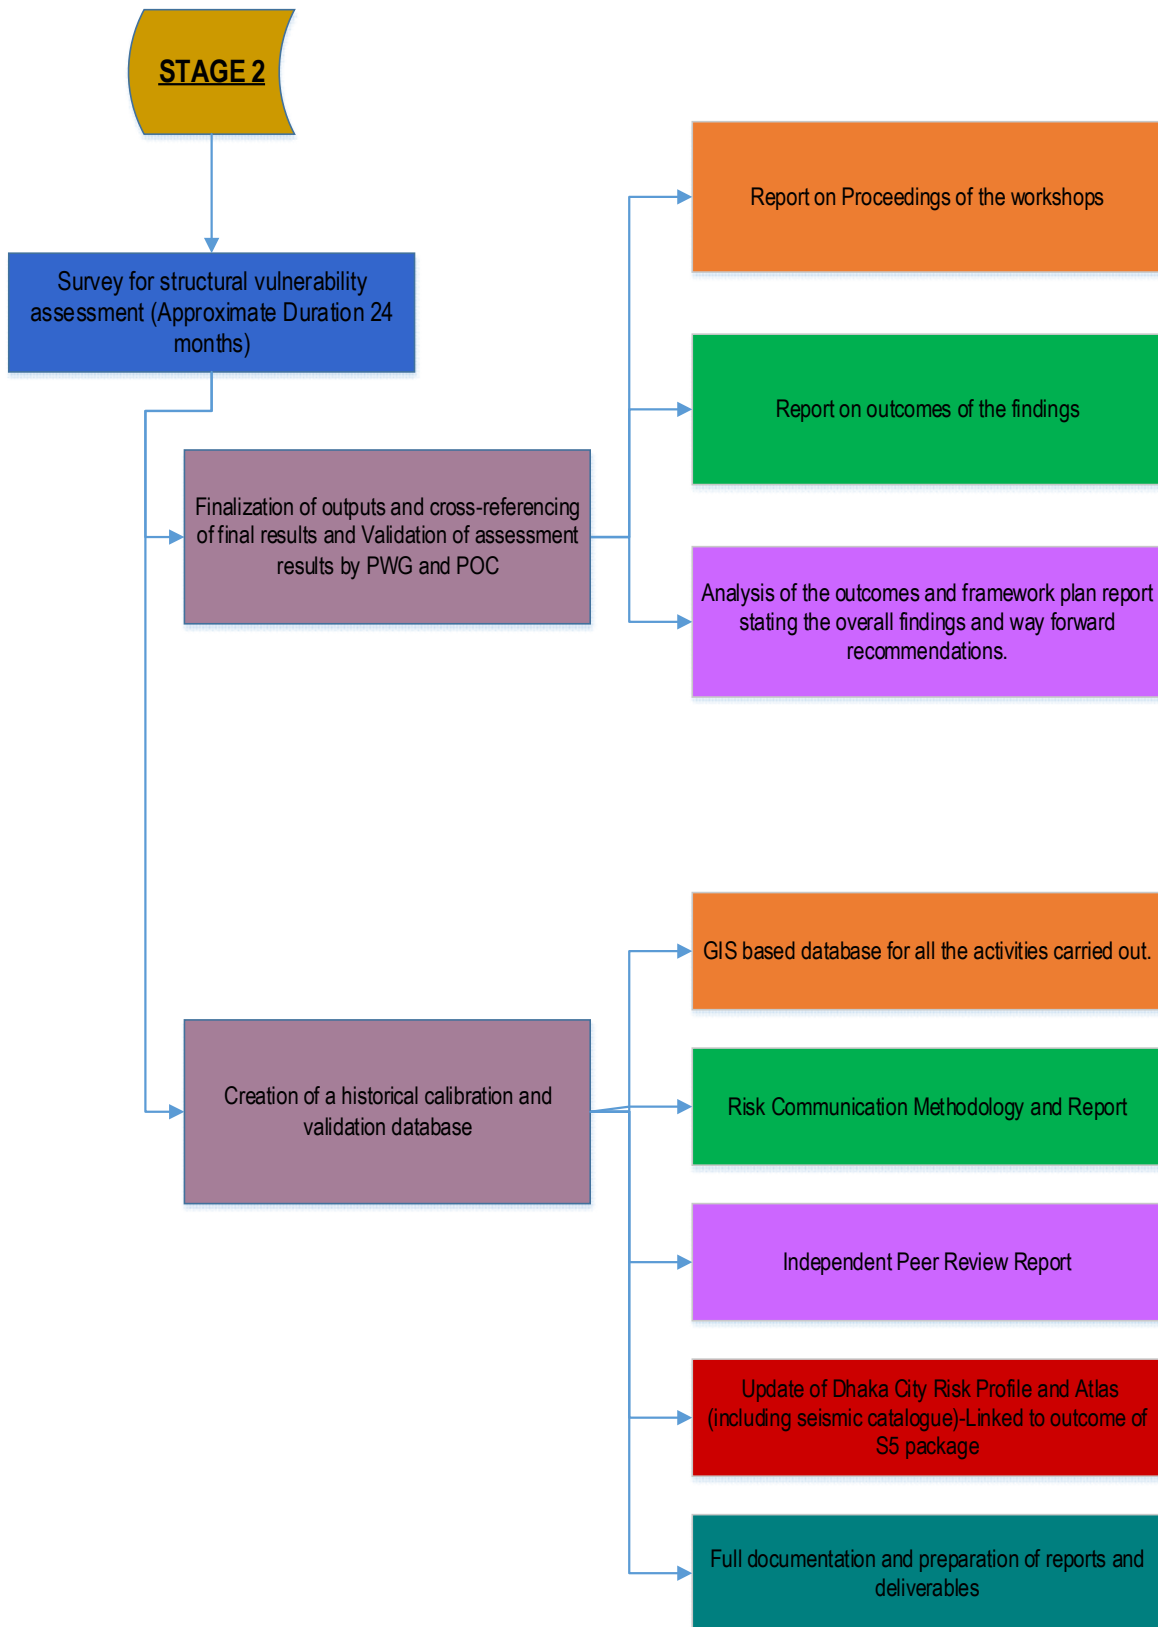 STAGE 2
Survey for structural vulnerability
assessment (Approximate Duration 24
months)
Finalization of outputs and cross-referencing
of final results and Validation of assessment
results by PWG and POC
Report on Proceedings of the workshops
Report on outcomes of the findings
Analysis of the outcomes and framework plan report
stating the overall findings and way forward
recommendations.
Creation of a historical calibration and
validation database
GIS based database for all the activities carried out.
Risk Communication Methodology and Report
Independent Peer Review Report
Update of Dhaka City Risk Profile and Atlas
(including seismic catalogue)-Linked to outcome of
S5 package
Full documentation and preparation of reports and
deliverables